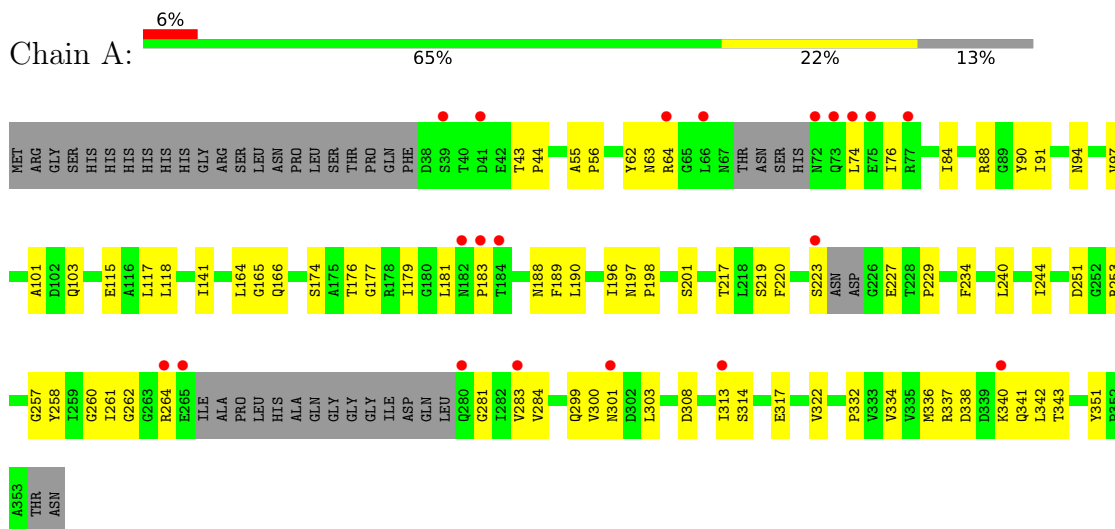 6%
Chain A:
65% 22% 13%
MET ARG GLY SER HIS HIS HIS HIS HIS HIS GLY ARG SER LEU ASN PRO LEU SER THR PRO GLN PHE D38 S39 T40 D41 E42 T43 P44 A55 P56 Y62 N63 R64 G65 L66 N67 THR ASN SER HIS N72 Q73 L74 E75 I76 R77 I84 R88 G89 Y90 I91 N94
A101 D102 Q103 E115 A116 L117 L118 I141 L164 G165 Q166 S174 A175 T176 G177 R178 I179 G180 L181 N182 P183 T184 N188 F189 L190 I196 N197 P198 S201 T217 L218 S219 F220 S223 ASN ASP G226 E227 T228 P229 F234 L240 I244 D251 G252
G257 Y258 I259 G260 I261 G262 G263 R264 E265 ILE ALA PRO LEU HIS ALA GLN GLY GLY GLY ILE ASP GLN LEU Q280 G281 I282 V283 V284 Q299 V300 N301 D302 L303 D308 I313 S314 E317 V322 P332 V333 V334 V335 M336 R337 D338 D339 K340 Q341 L342 T343 Y351
A353 THR ASN